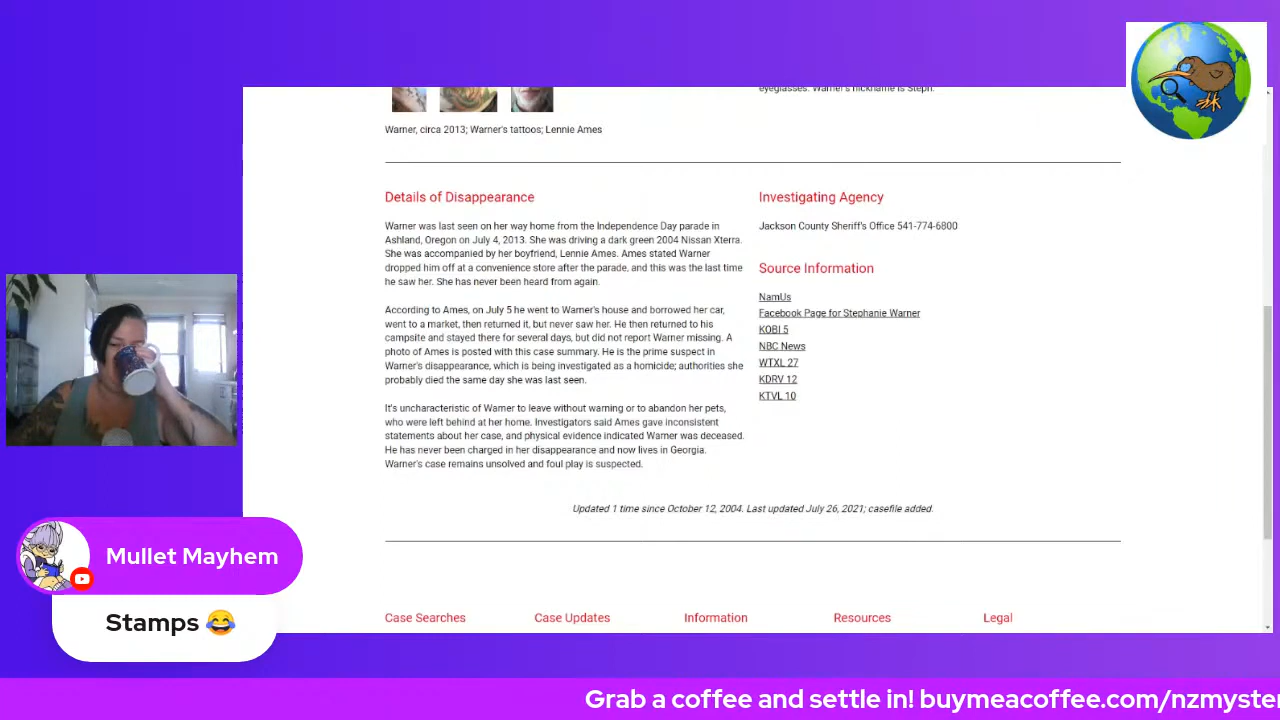 eyeglasses. Warner's nickname is Steph.
Warner, circa 2013; Warner's tattoos; Lennie Ames
Details of Disappearance
Warner was last seen on her way home from the Independence Day parade in
Ashland, Oregon on July 4, 2013. She was driving a dark green 2004 Nissan Xterra.
She was accompanied by her boyfriend, Lennie Ames. Ames stated Warner
dropped him off at a convenience store after the parade, and this was the last time
he saw her. She has never been heard from again.
According to Ames, on July 5 he went to Warner's house and borrowed her car,
went to a market, then returned it, but never saw her. He then returned to his
campsite and stayed there for several days, but did not report Warner missing. A
photo of Ames is posted with this case summary. He is the prime suspect in
Warner's disappearance, which is being investigated as a homicide; authorities she
probably died the same day she was last seen.
It's uncharacteristic of Warner to leave without warning or to abandon her pets,
who were left behind at her home. Investigators said Ames gave inconsistent
statements about her case, and physical evidence indicated Warner was deceased.
He has never been charged in her disappearance and now lives in Georgia.
Warner's case remains unsolved and foul play is suspected.
Investigating Agency
Jackson County Sheriff's Office 541-774-6800
Source Information
NamUs
Facebook Page for Stephanie Warner
KOBI 5
NBC News
WTXL 27
KDRV 12
KTVL 10
Updated 1 time since October 12, 2004. Last updated July 26, 2021; casefile added.
Case Searches
Case Updates
Information
Resources
Legal
Mullet Mayhem
Stamps 😂
Grab a coffee and settle in! buymeacoffee.com/nzmyster